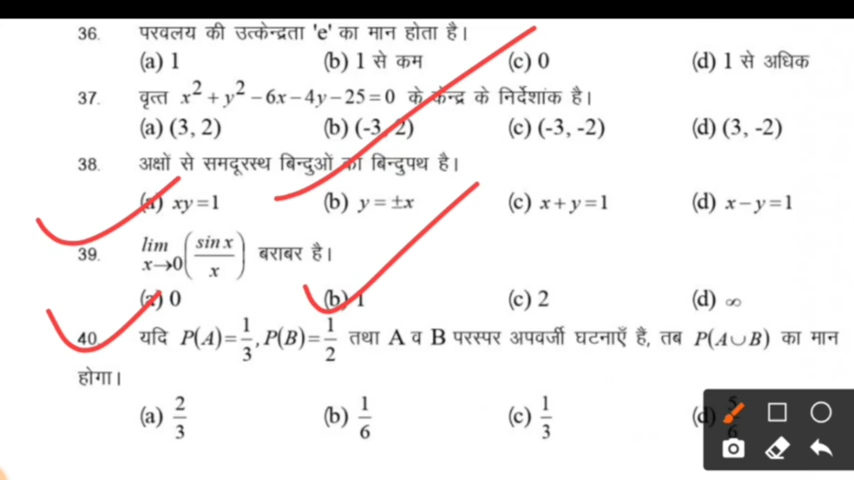 36. परवलय की उत्केन्द्रता 'e' का मान होता है।
(a) 1 (b) 1 से कम (c) 0 (d) 1 से अधिक
37. वृत्त x² + y² − 6x − 4y − 25 = 0 के केन्द्र के निर्देशांक है।
(a) (3, 2) (b) (-3, 2) (c) (-3, -2) (d) (3, -2)
38. अक्षों से समदूरस्थ बिन्दुओं का बिन्दुपथ है।
(a) xy = 1 (b) y = ±x (c) x + y = 1 (d) x − y = 1
39. lim x→0 (sin x / x) बराबर है।
(a) 0 (b) 1 (c) 2 (d) ∞
40 यदि P(A) = 1/3, P(B) = 1/2 तथा A व B परस्पर अपवर्जी घटनाएँ हैं, तब P(A∪B) का मान
होगा।
(a) 2/3 (b) 1/6 (c) 1/3 (d) 5/6